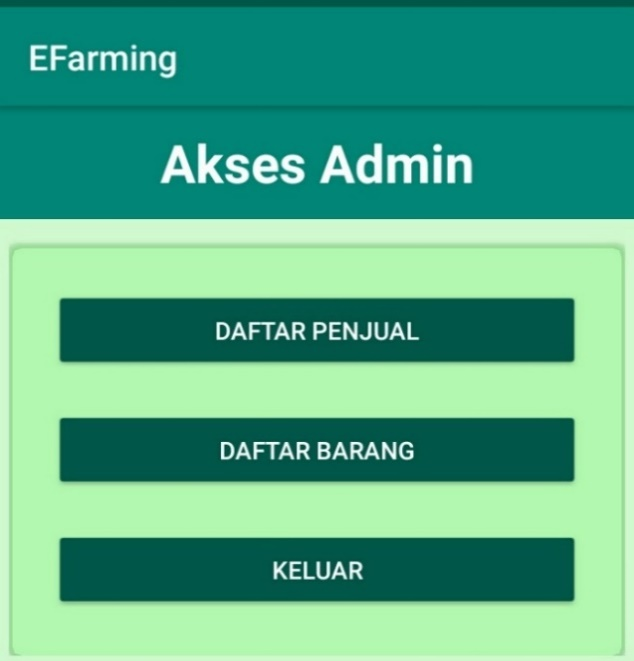 EFarming
Akses Admin
DAFTAR PENJUAL
DAFTAR BARANG
KELUAR